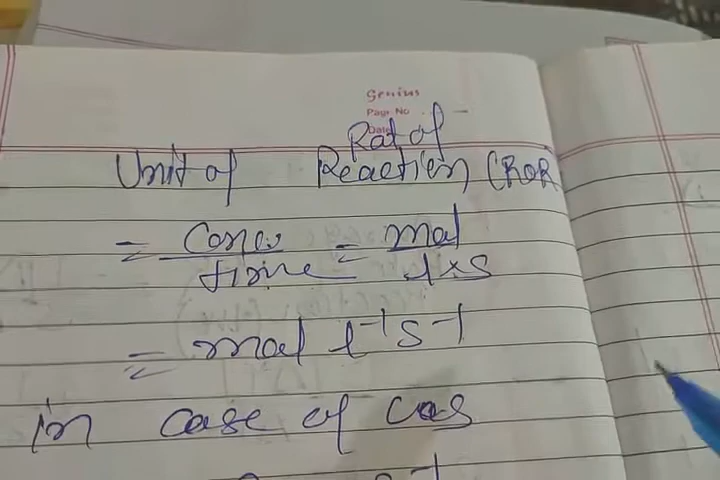 Genius
Page No
Date
Rat of
Unit of Reaction (ROR
= Conc / time = mol / l × s
= mol l⁻¹ s⁻¹
in case of Gas